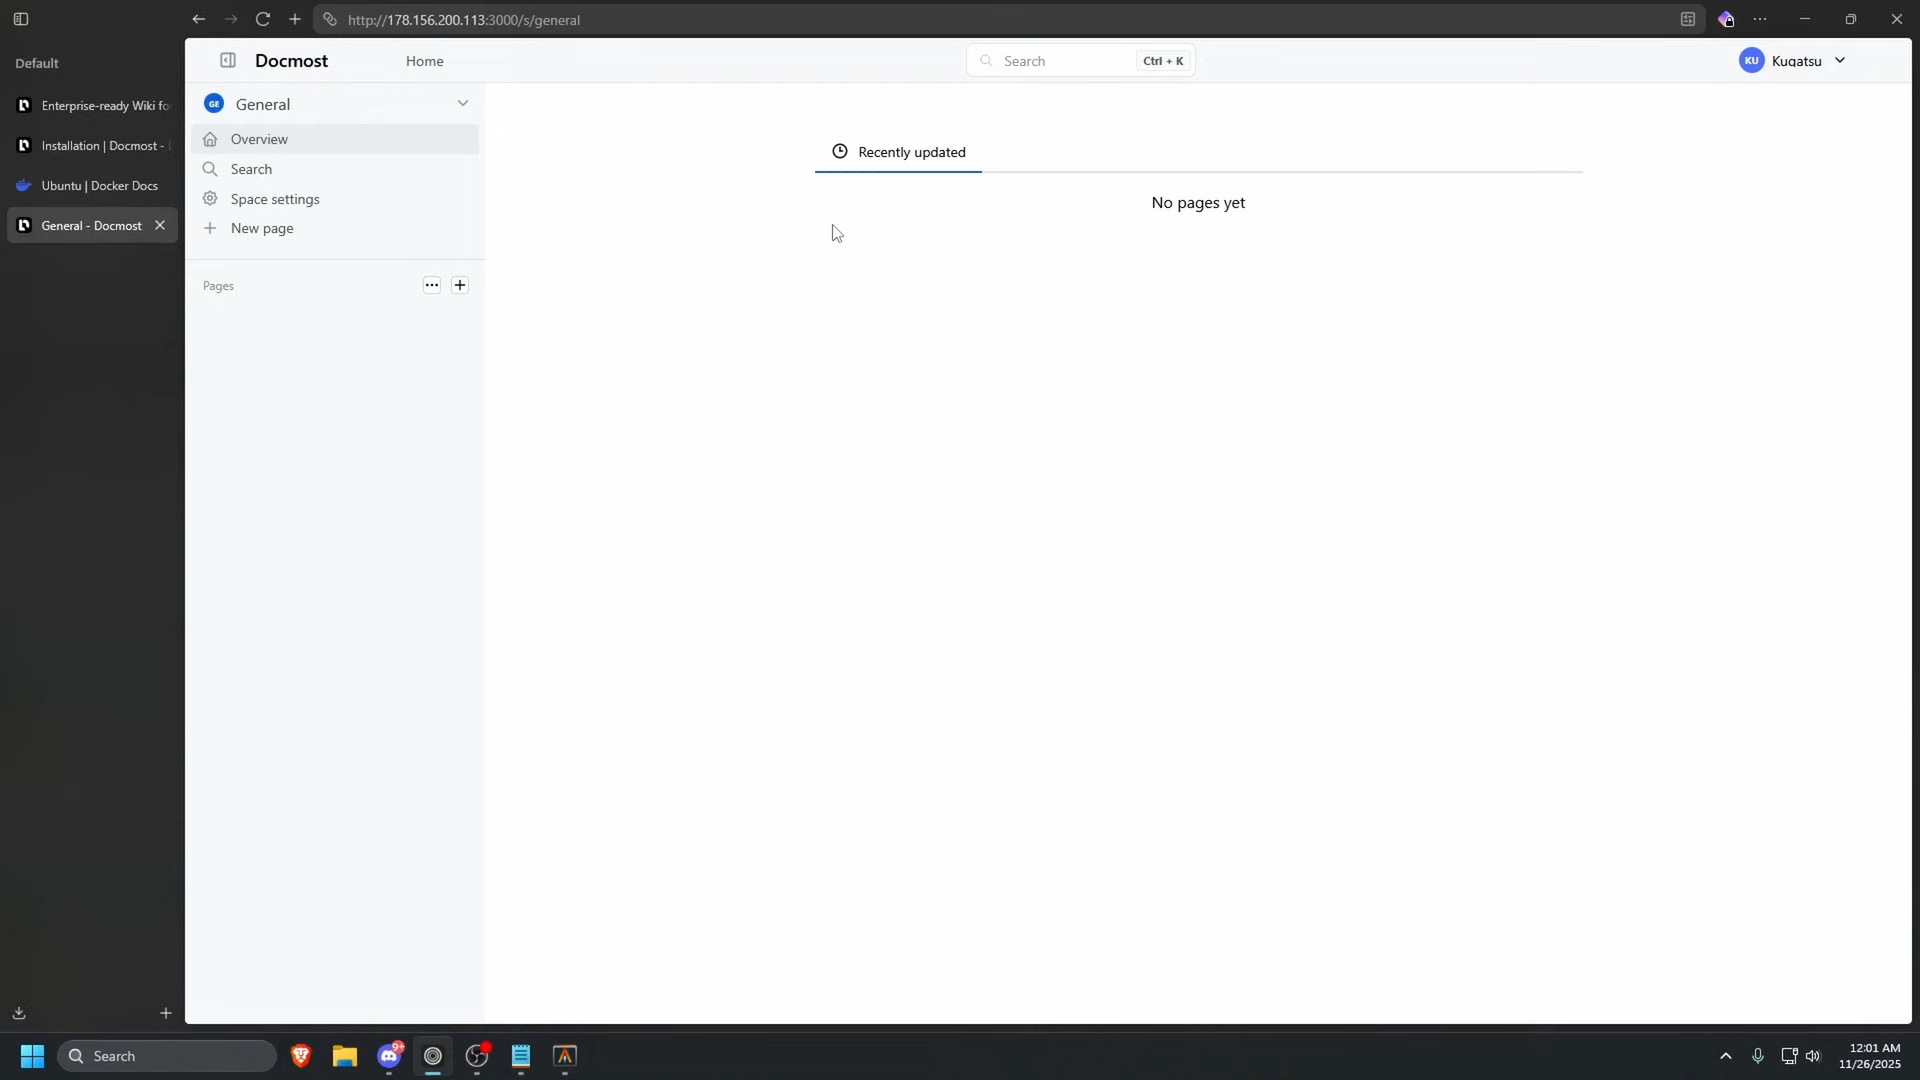 http://178.156.200.113:3000/s/general
Default
Enterprise-ready Wiki fo
Installation | Docmost -
Ubuntu | Docker Docs
General - Docmost
Docmost
Home
Search
Ctrl + K
KU
Kugatsu
GE
General
Overview
Search
Space settings
New page
Pages
Recently updated
No pages yet
Search
9+
12:01 AM
11/26/2025